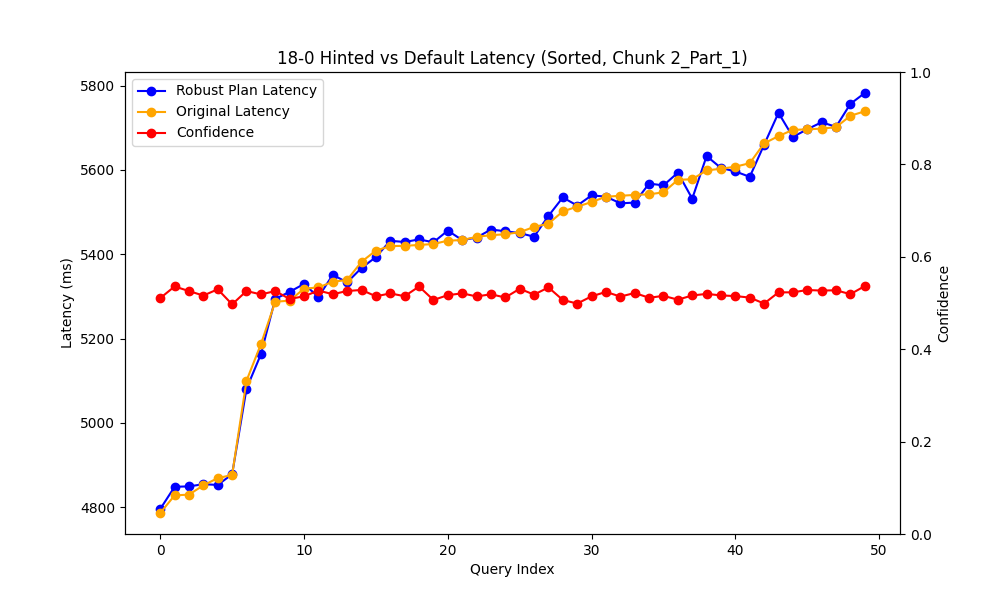 18-0 Hinted vs Default Latency (Sorted, Chunk 2_Part_1)
Robust Plan Latency
Original Latency
Confidence
5800
5600
5400
5200
5000
4800
Latency (ms)
1.0
0.8
0.6
0.4
0.2
0.0
Confidence
0 10 20 30 40 50
Query Index